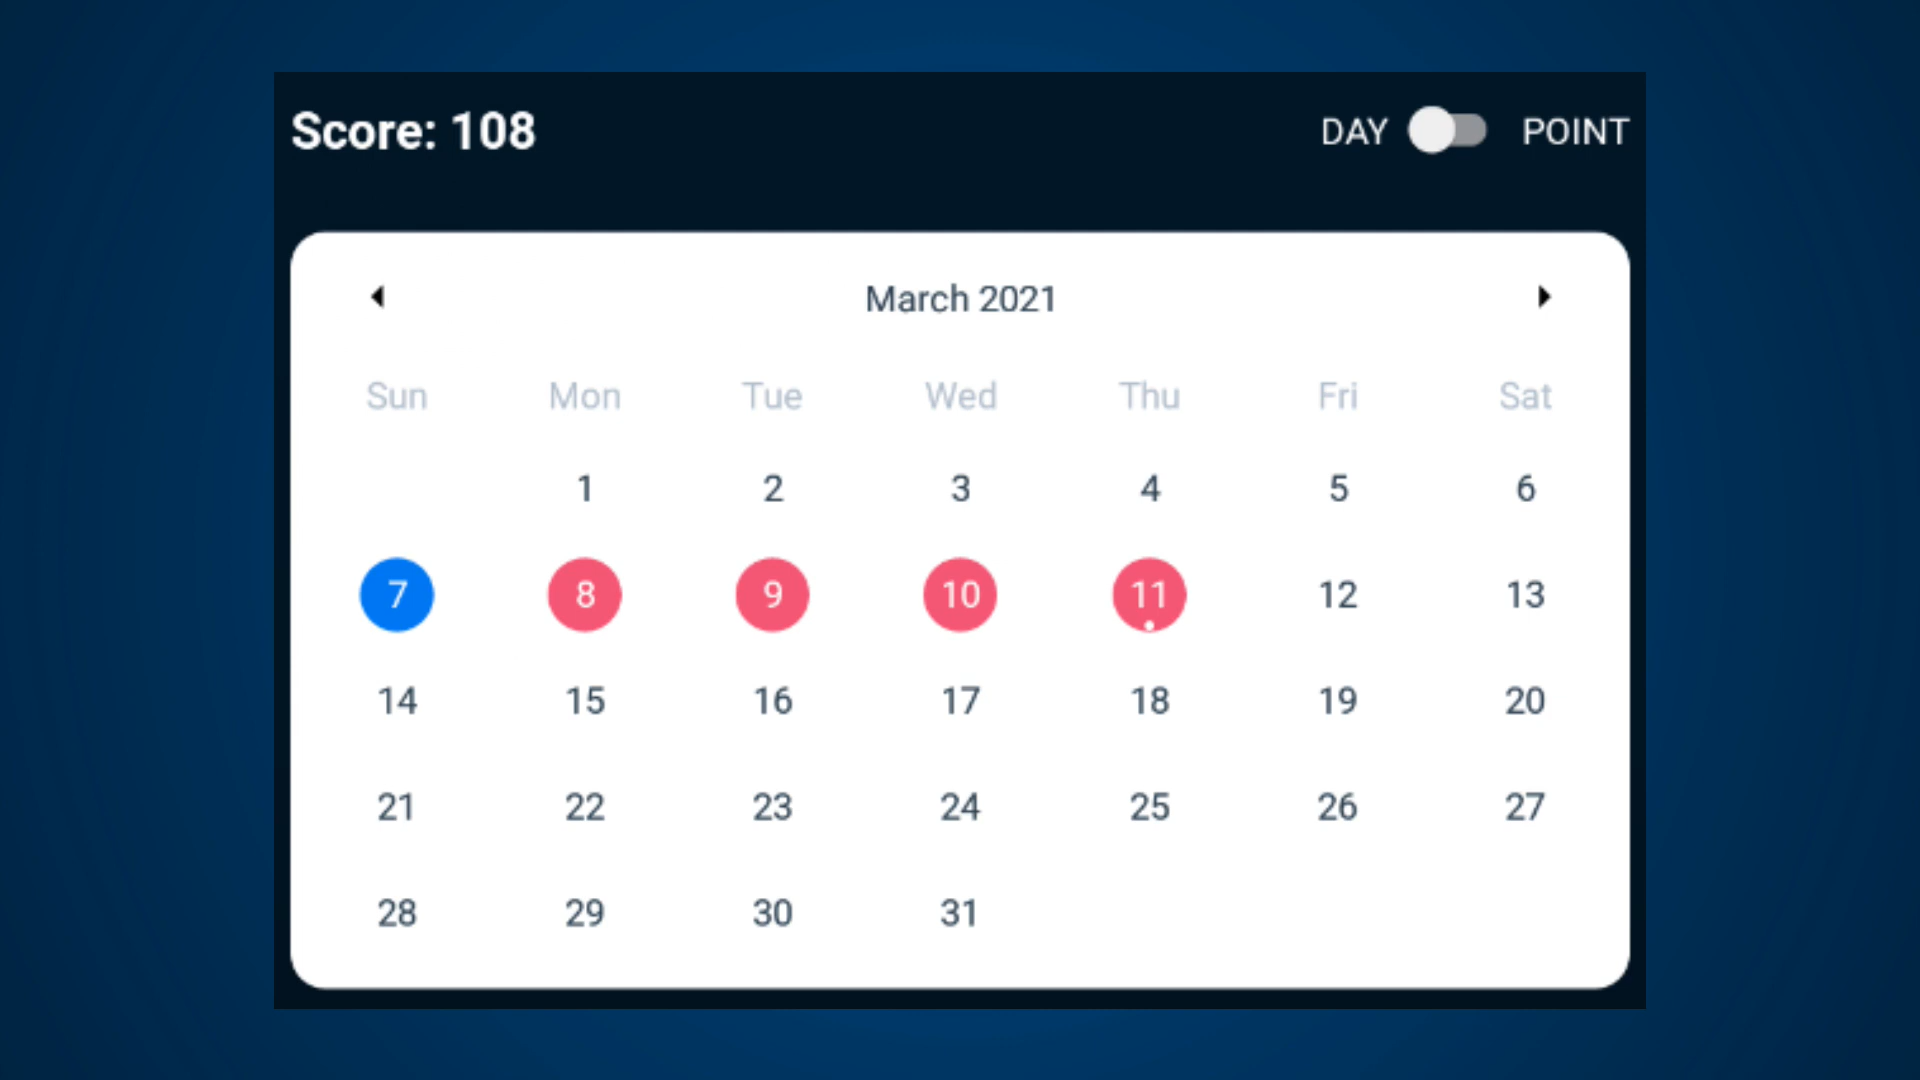 Score: 108 DAY POINT
March 2021
Sun Mon Tue Wed Thu Fri Sat
1 2 3 4 5 6
7 8 9 10 11 12 13
14 15 16 17 18 19 20
21 22 23 24 25 26 27
28 29 30 31